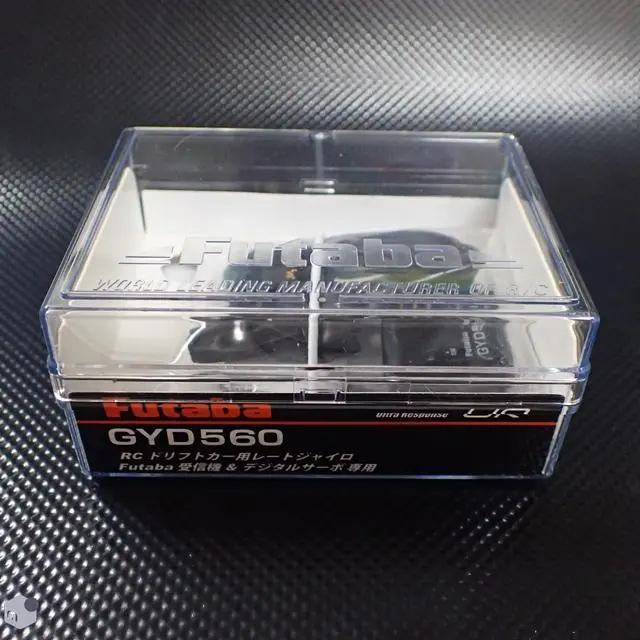 Futaba
WORLD LEADING MANUFACTURER OF R/C
Futaba
Ultra Response UR
GYD560
RC ドリフトカー用レートジャイロ
Futaba 受信機 & デジタルサーボ 専用